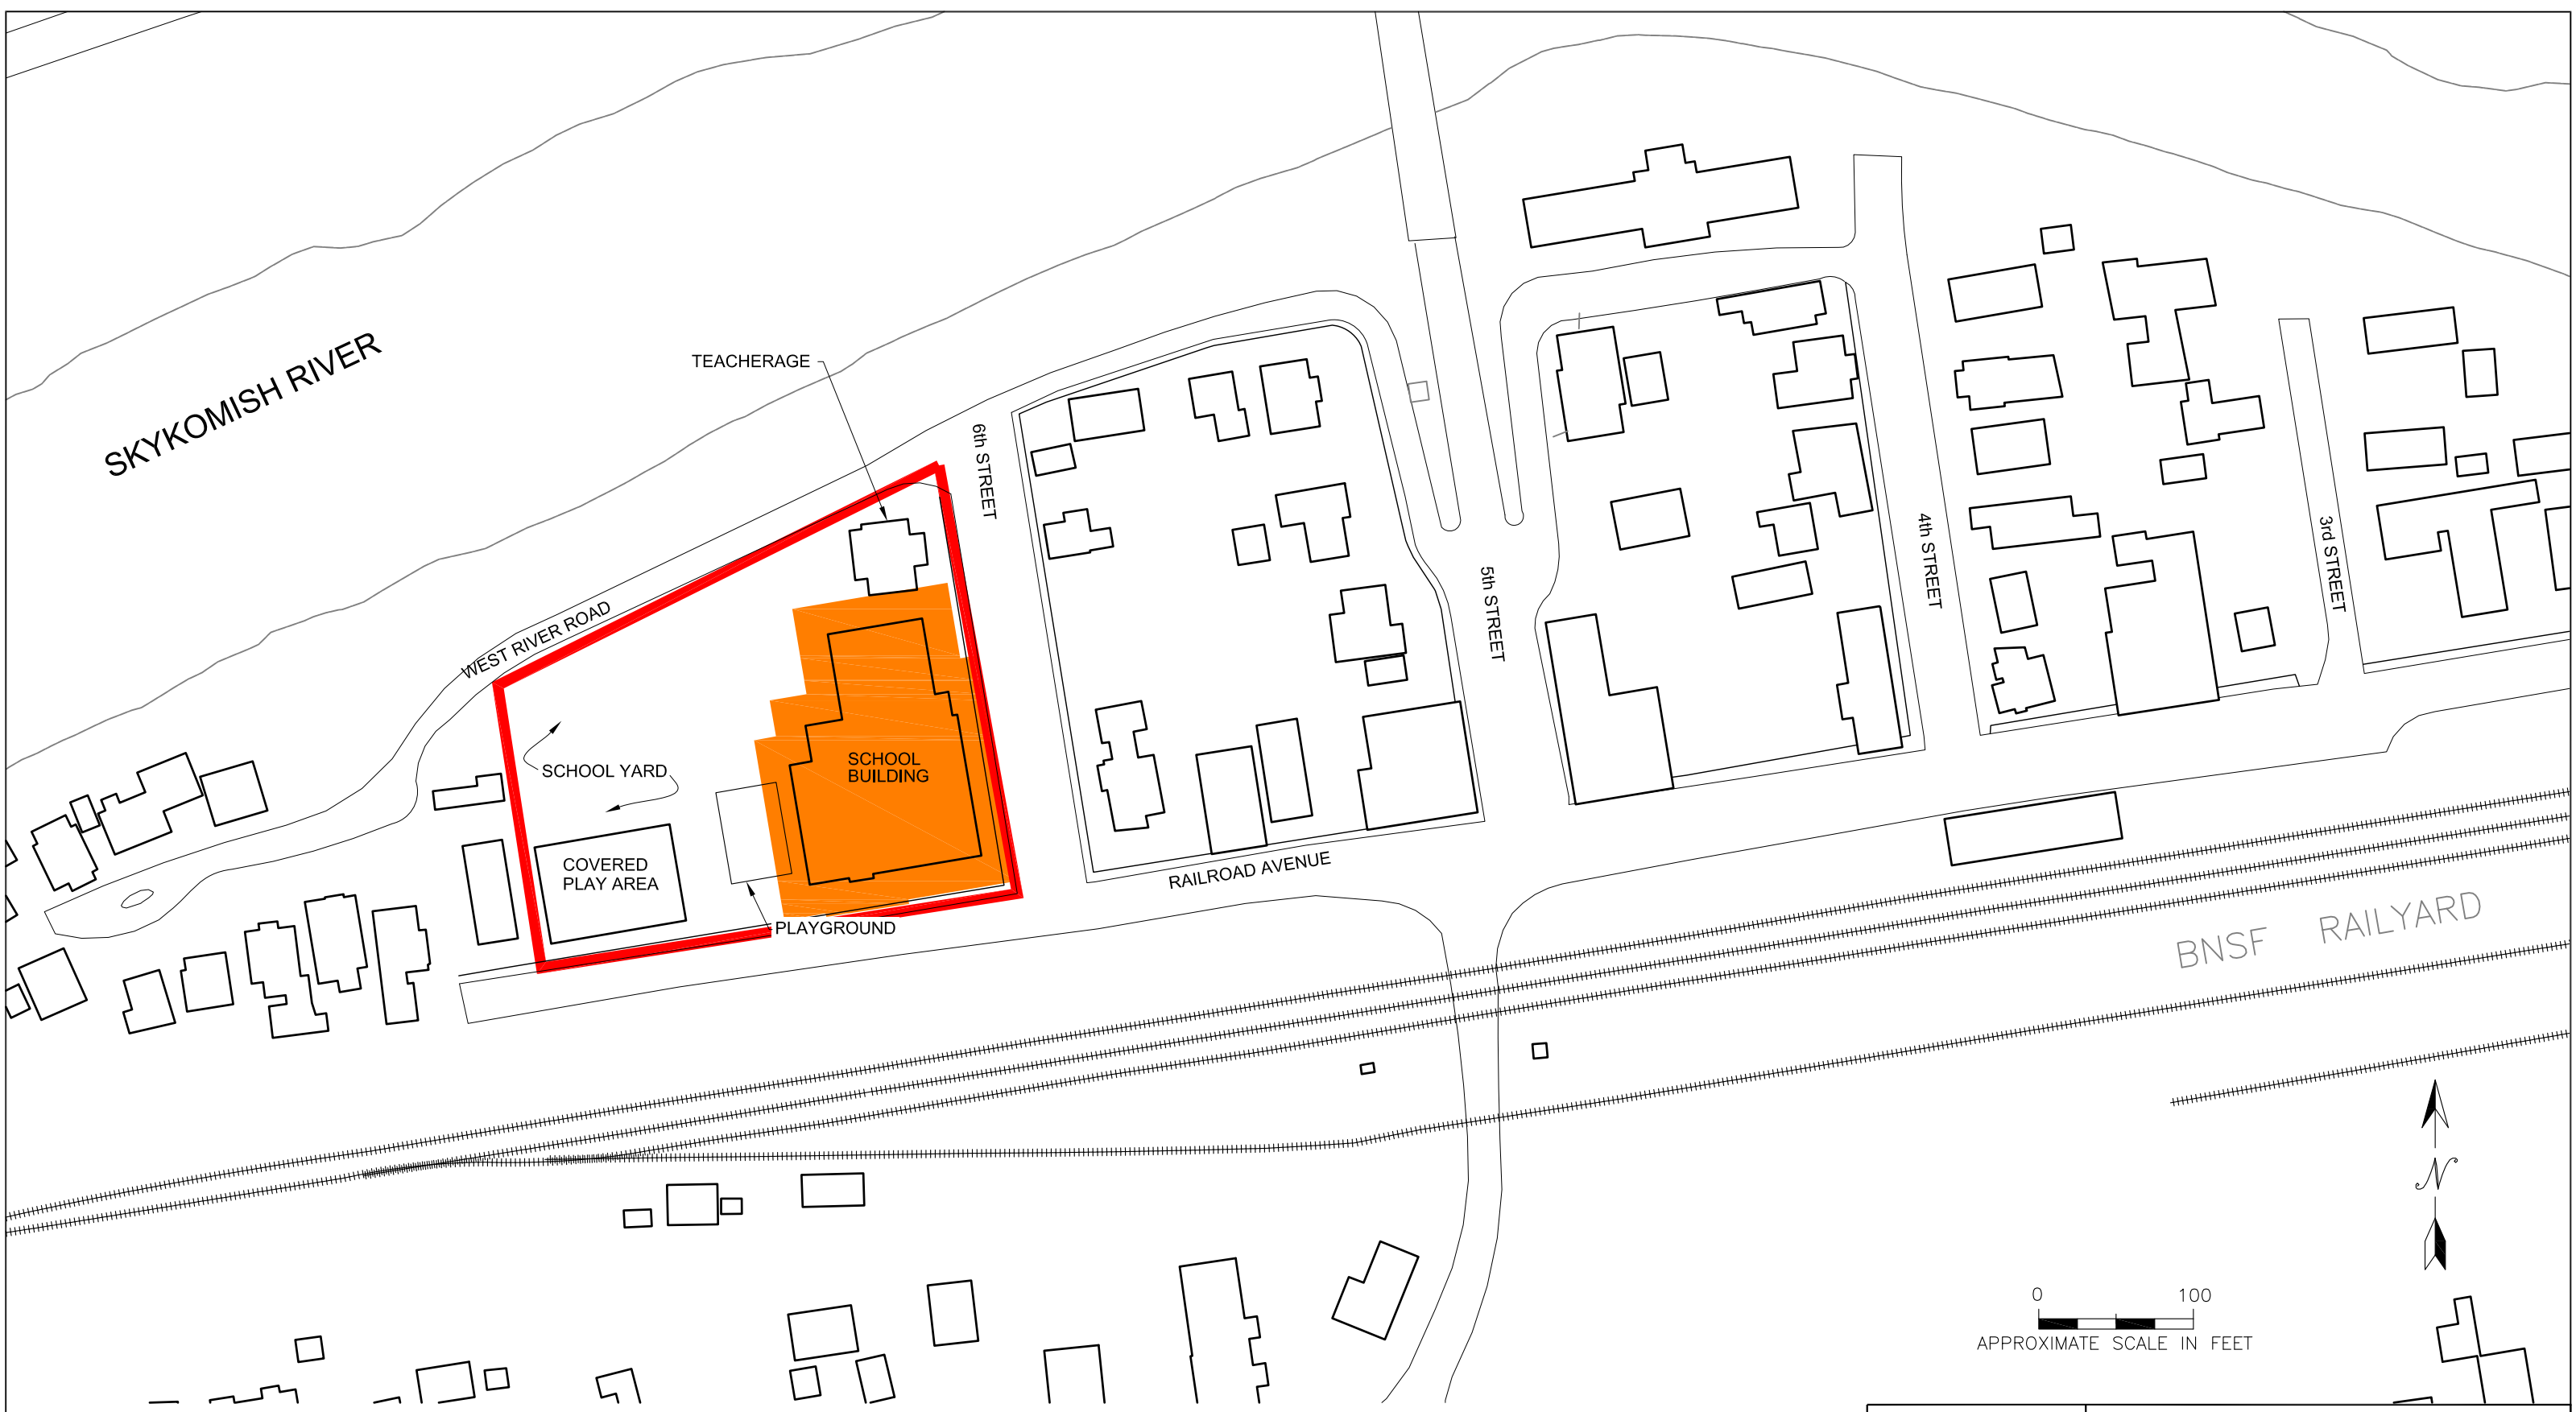 SKYKOMISH RIVER
TEACHERAGE
6th STREET
WEST RIVER ROAD
5th STREET
4th STREET
3rd STREET
SCHOOL YARD
SCHOOL
BUILDING
COVERED
PLAY AREA
PLAYGROUND
RAILROAD AVENUE
BNSF RAILYARD
N
0 100
APPROXIMATE SCALE IN FEET